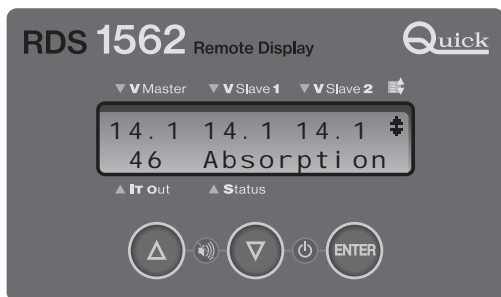 RDS 1562 Remote Display Quick
V Master V Slave 1 V Slave 2
14.1 14.1 14.1
46 Absorption
IT Out Status
ENTER